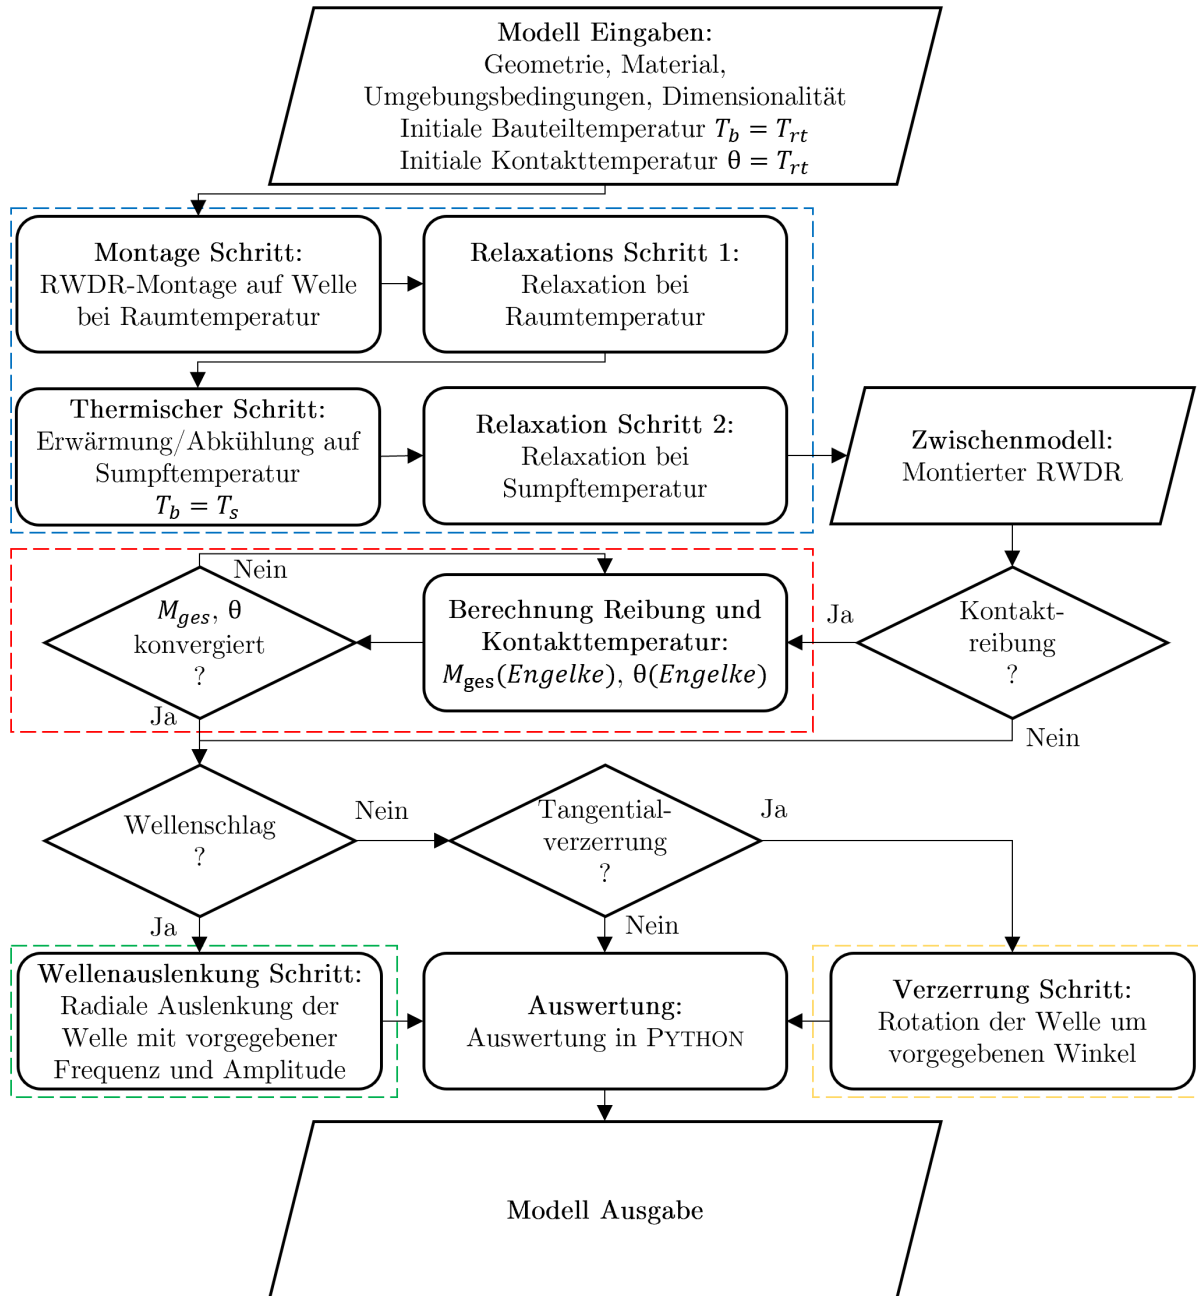 Modell Eingaben:
Geometrie, Material,
Umgebungsbedingungen, Dimensionalität
Initiale Bauteiltemperatur T_b = T_rt
Initiale Kontakttemperatur θ = T_rt
Montage Schritt:
RWDR-Montage auf Welle
bei Raumtemperatur
Relaxations Schritt 1:
Relaxation bei
Raumtemperatur
Thermischer Schritt:
Erwärmung/Abkühlung auf
Sumpftemperatur
T_b = T_s
Relaxation Schritt 2:
Relaxation bei
Sumpftemperatur
Zwischenmodell:
Montierter RWDR
Kontakt-
reibung
?
Ja
Nein
Berechnung Reibung und
Kontakttemperatur:
M_ges(Engelke), θ(Engelke)
Nein
M_ges, θ
konvergiert
?
Ja
Wellenschlag
?
Nein
Ja
Tangential-
verzerrung
?
Ja
Nein
Wellenauslenkung Schritt:
Radiale Auslenkung der
Welle mit vorgegebener
Frequenz und Amplitude
Auswertung:
Auswertung in PYTHON
Verzerrung Schritt:
Rotation der Welle um
vorgegebenen Winkel
Modell Ausgabe